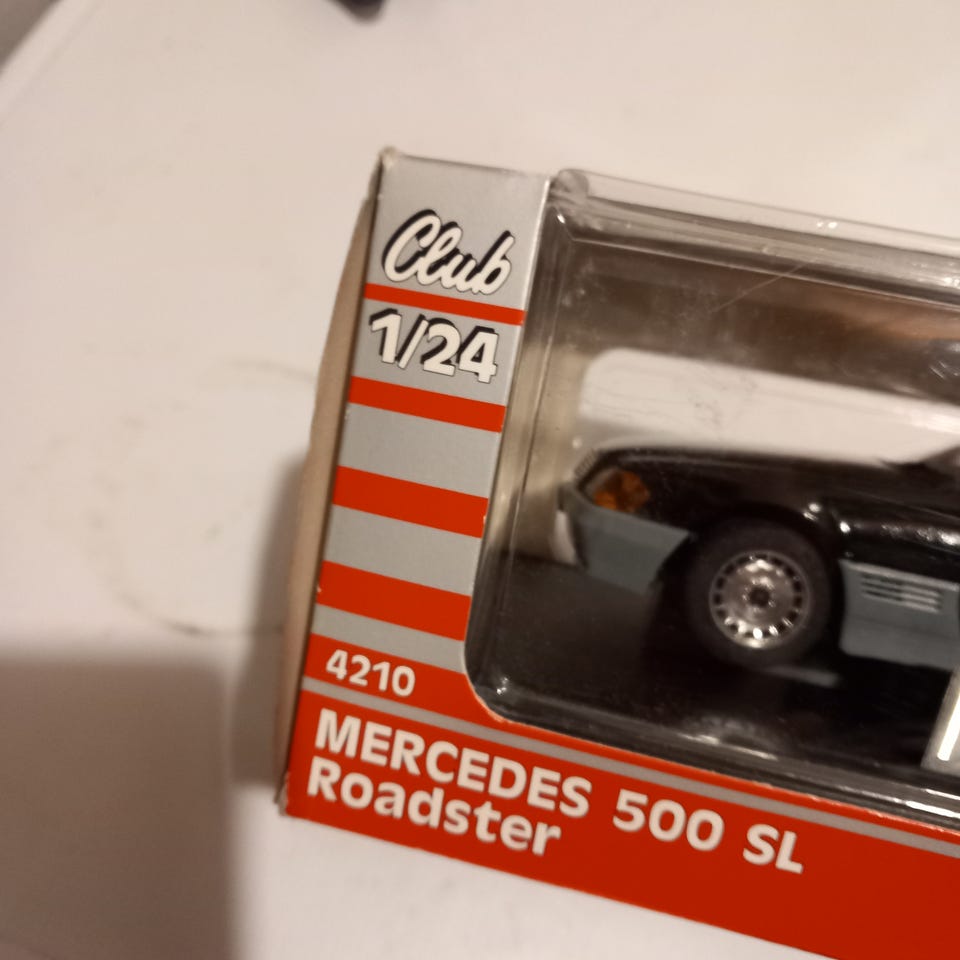 Club
1/24
4210
MERCEDES 500 SL
Roadster